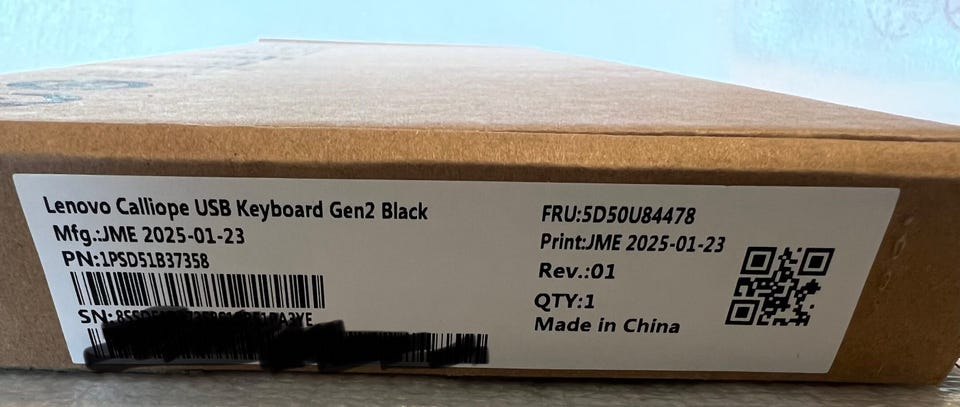 Lenovo Calliope USB Keyboard Gen2 Black
Mfg.:JME 2025-01-23
PN:1PSD51B37358
SN:
FRU:5D50U84478
Print:JME 2025-01-23
Rev.:01
QTY:1
Made in China